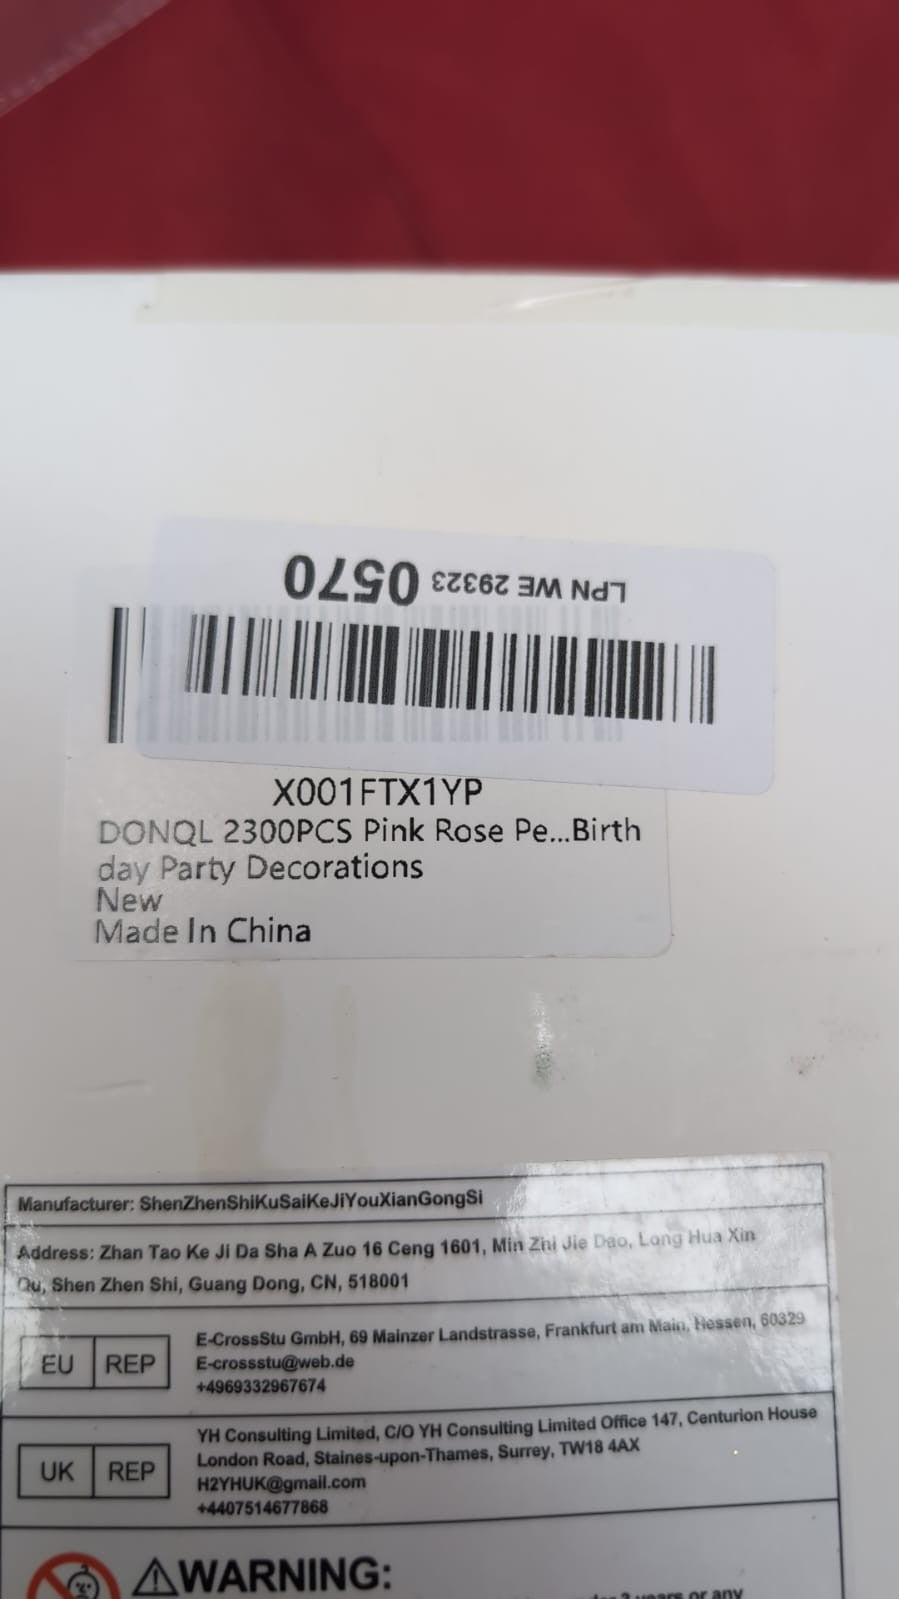 LPN WE 29323 0570
X001FTX1YP
DONQL 2300PCS Pink Rose Pe...Birth
day Party Decorations
New
Made In China
Manufacturer: ShenZhenShiKuSaiKeJiYouXianGongSi
Address: Zhan Tao Ke Ji Da Sha A Zuo 16 Ceng 1601, Min Zhi Jie Dao, Long Hua Xin
Qu, Shen Zhen Shi, Guang Dong, CN, 518001
EU REP
E-CrossStu GmbH, 69 Mainzer Landstrasse, Frankfurt am Main, Hessen, 60329
E-crossstu@web.de
+4969332967674
UK REP
YH Consulting Limited, C/O YH Consulting Limited Office 147, Centurion House
London Road, Staines-upon-Thames, Surrey, TW18 4AX
H2YHUK@gmail.com
+4407514677868
WARNING:
3 years or any